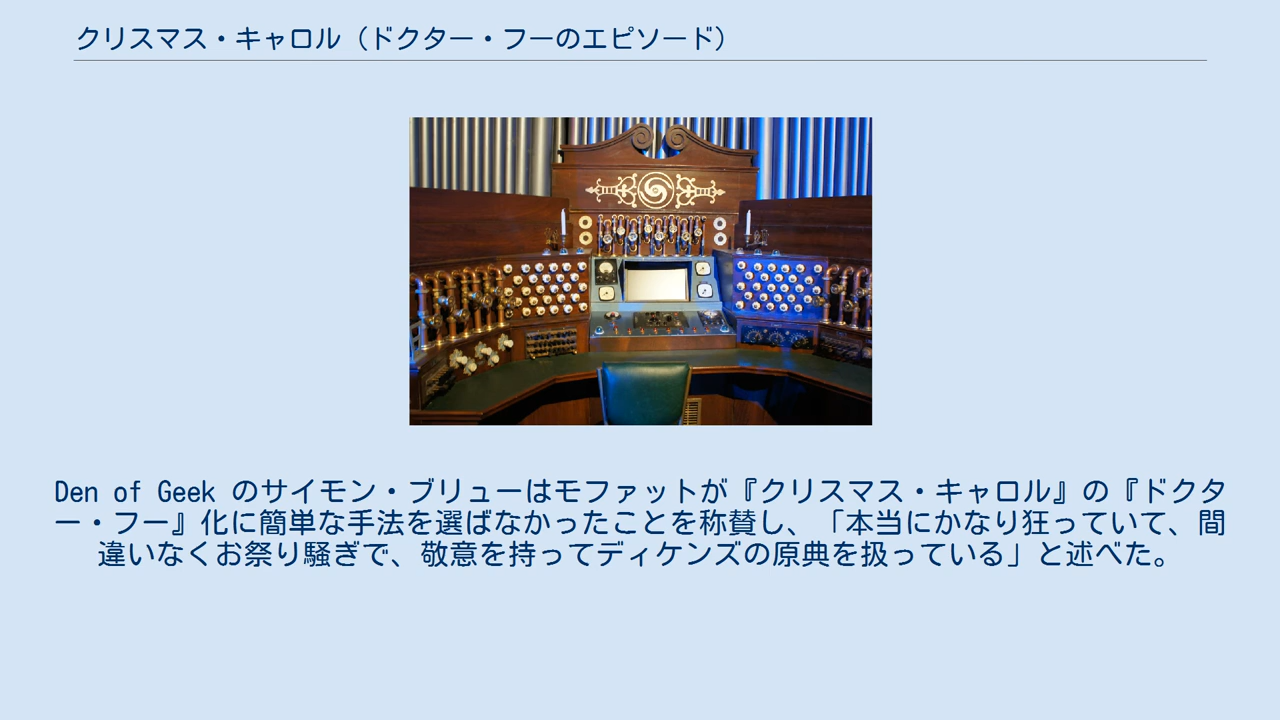 クリスマス・キャロル（ドクター・フーのエピソード）
Den of Geek のサイモン・ブリューはモファットが『クリスマス・キャロル』の『ドクタ
ー・フー』化に簡単な手法を選ばなかったことを称賛し、「本当にかなり狂っていて、間
違いなくお祭り騒ぎで、敬意を持ってディケンズの原典を扱っている」と述べた。